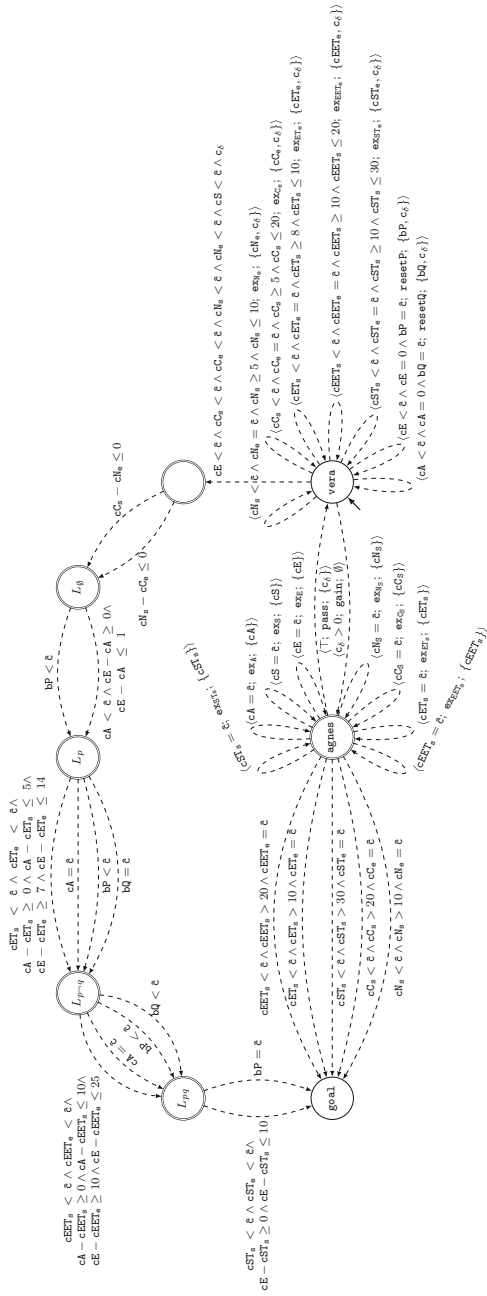 cE < ĉ ∧ cC_s < ĉ ∧ cC_e < ĉ ∧ cN_s < ĉ ∧ cN_e < ĉ ∧ cS < ĉ ∧ c_δ
⟨cN_s < ĉ ∧ cN_e = ĉ ∧ cN_s ≥ 5 ∧ cN_s ≤ 10; ex_{N_e}; {cN_e, c_δ}⟩
⟨cC_s < ĉ ∧ cC_e = ĉ ∧ cC_s ≥ 5 ∧ cC_s ≤ 20; ex_{C_e}; {cC_e, c_δ}⟩
⟨cET_s < ĉ ∧ cET_e = ĉ ∧ cET_s ≥ 8 ∧ cET_s ≤ 10; ex_{ET_e}; {cET_e, c_δ}⟩
⟨cEET_s < ĉ ∧ cEET_e = ĉ ∧ cEET_s ≥ 10 ∧ cEET_s ≤ 20; ex_{EET_e}; {cEET_e, c_δ}⟩
⟨cST_s < ĉ ∧ cST_e = ĉ ∧ cST_s ≥ 10 ∧ cST_s ≤ 30; ex_{ST_e}; {cST_e, c_δ}⟩
⟨cE < ĉ ∧ cE = 0 ∧ bP = ĉ; resetP; {bP, c_δ}⟩
⟨cA < ĉ ∧ cA = 0 ∧ bQ = ĉ; resetQ; {bQ, c_δ}⟩
vera
cC_s − cN_e ≤ 0
cN_s − cC_e ≤ 0
L_∅
bP < ĉ
cA < ĉ ∧ cE − cA ≥ 0∧
cE − cA ≤ 1
L_p
cET_s < ĉ ∧ cET_e < ĉ∧
cA − cET_s ≥ 0 ∧ cA − cET_s ≤ 5∧
cE − cET_e ≥ 7 ∧ cE − cET_e ≤ 14
cA = ĉ
bP < ĉ
bQ = ĉ
L_{p¬q}
cEET_s < ĉ ∧ cEET_e < ĉ∧
cA − cEET_s ≥ 0 ∧ cA − cEET_s ≤ 10∧
cE − cEET_e ≥ 10 ∧ cE − cEET_e ≤ 25
cA = ĉ
bP < ĉ
bQ < ĉ
L_{pq}
cST_s < ĉ ∧ cST_e < ĉ∧
cE − cST_s ≥ 0 ∧ cE − cST_s ≤ 10
bP = ĉ
goal
⟨⊤; pass; {c_δ}⟩
⟨c_δ > 0; gain; ∅⟩
⟨cST_s = ĉ; ex_{ST_s}; {cST_s}⟩
⟨cA = ĉ; ex_A; {cA}⟩
⟨cS = ĉ; ex_S; {cS}⟩
⟨cE = ĉ; ex_E; {cE}⟩
agnes
⟨cN_S = ĉ; ex_{N_S}; {cN_S}⟩
⟨cC_S = ĉ; ex_{C_S}; {cC_S}⟩
⟨cET_s = ĉ; ex_{ET_s}; {cET_s}⟩
⟨cEET_s = ĉ; ex_{EET_s}; {cEET_s}⟩
cEET_s < ĉ ∧ cEET_s > 20 ∧ cEET_e = ĉ
cET_s < ĉ ∧ cET_s > 10 ∧ cET_e = ĉ
cST_s < ĉ ∧ cST_s > 30 ∧ cST_e = ĉ
cC_s < ĉ ∧ cC_s > 20 ∧ cC_e = ĉ
cN_s < ĉ ∧ cN_s > 10 ∧ cN_e = ĉ